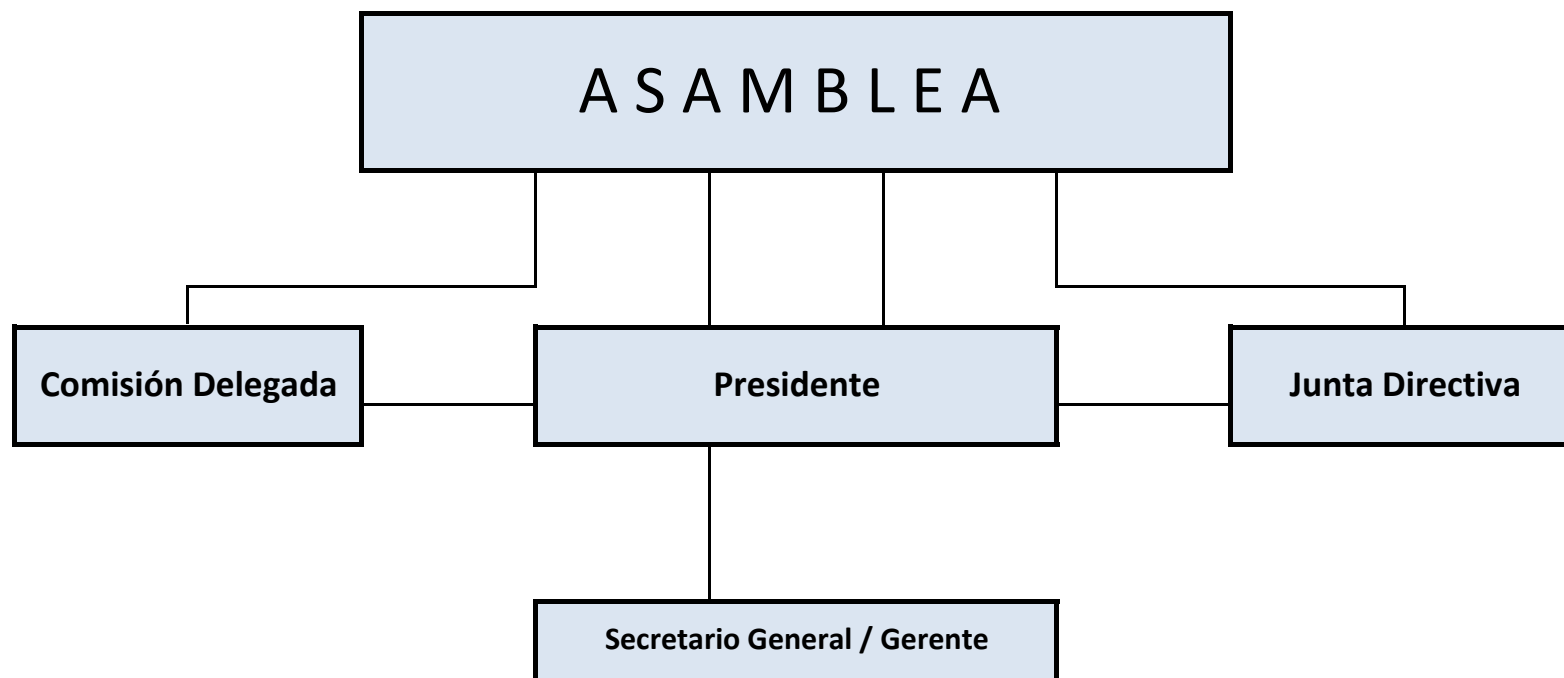 A S A M B L E A
Comisión Delegada
Presidente
Junta Directiva
Secretario General / Gerente